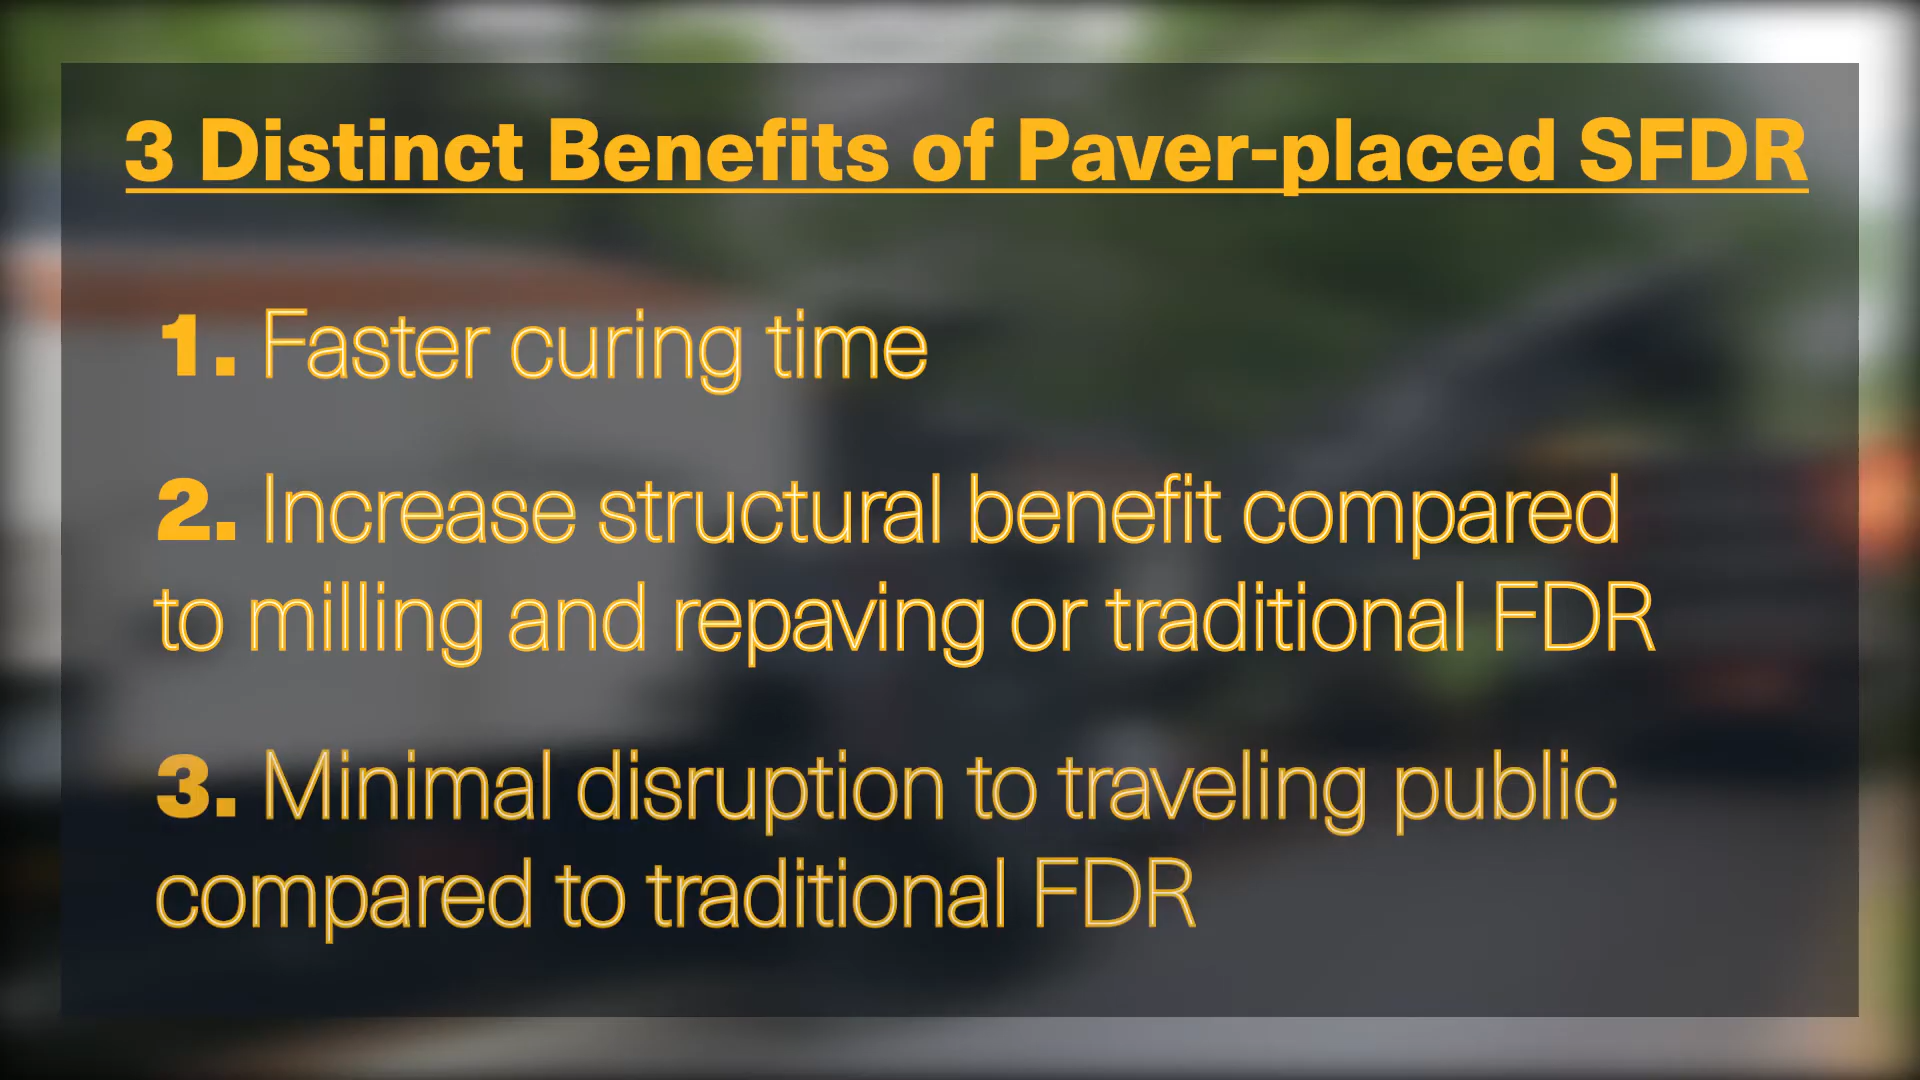 3 Distinct Benefits of Paver-placed SFDR
1. Faster curing time
2. Increase structural benefit compared
to milling and repaving or traditional FDR
3. Minimal disruption to traveling public
compared to traditional FDR